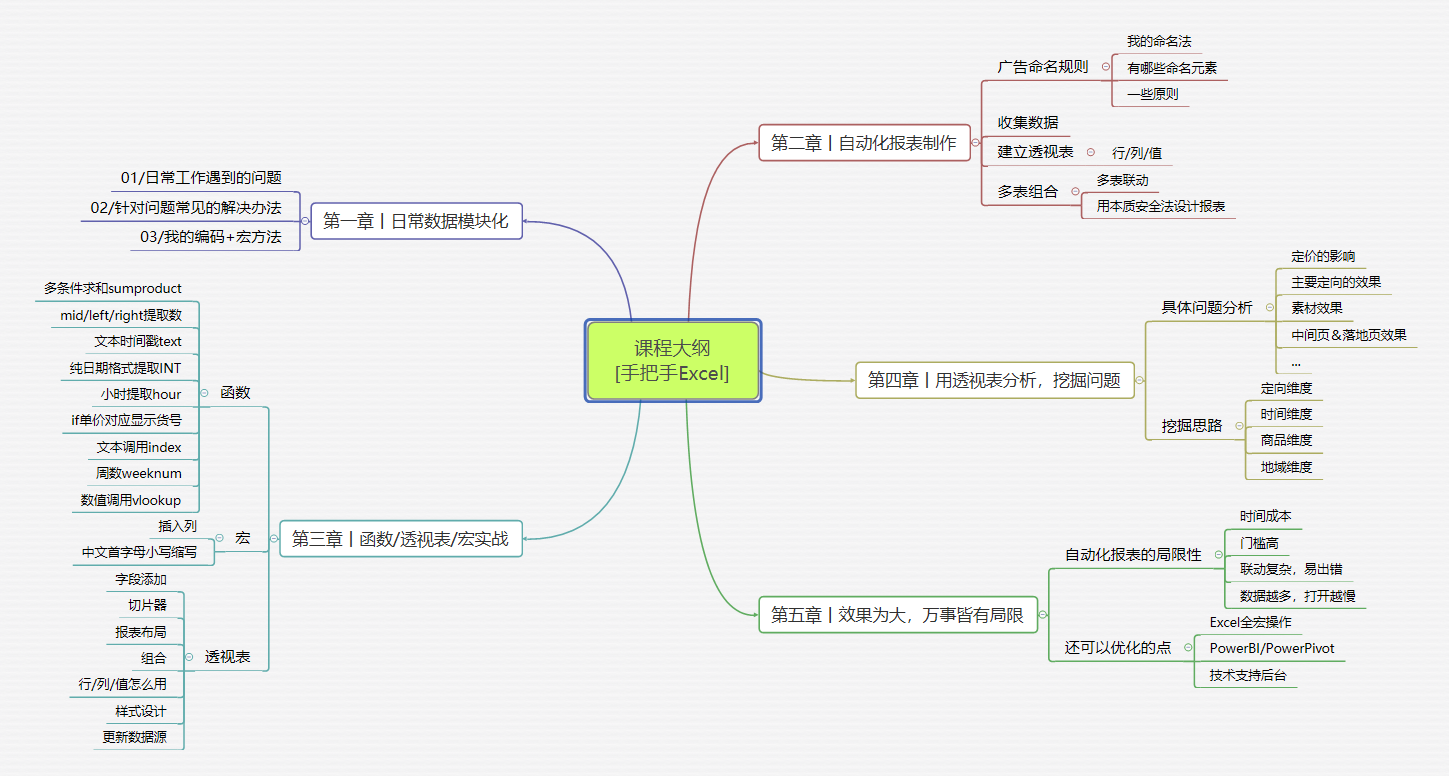 课程大纲
[手把手Excel]
第一章丨日常数据模块化
01/日常工作遇到的问题
02/针对问题常见的解决办法
03/我的编码+宏方法
第二章丨自动化报表制作
广告命名规则
我的命名法
有哪些命名元素
一些原则
收集数据
建立透视表
行/列/值
多表组合
多表联动
用本质安全法设计报表
第三章丨函数/透视表/宏实战
函数
多条件求和sumproduct
mid/left/right提取数
文本时间戳text
纯日期格式提取INT
小时提取hour
if单价对应显示货号
文本调用index
周数weeknum
数值调用vlookup
宏
插入列
中文首字母小写缩写
透视表
字段添加
切片器
报表布局
组合
行/列/值怎么用
样式设计
更新数据源
第四章丨用透视表分析，挖掘问题
具体问题分析
定价的影响
主要定向的效果
素材效果
中间页＆落地页效果
...
挖掘思路
定向维度
时间维度
商品维度
地域维度
第五章丨效果为大，万事皆有局限
自动化报表的局限性
时间成本
门槛高
联动复杂，易出错
数据越多，打开越慢
还可以优化的点
Excel全宏操作
PowerBI/PowerPivot
技术支持后台